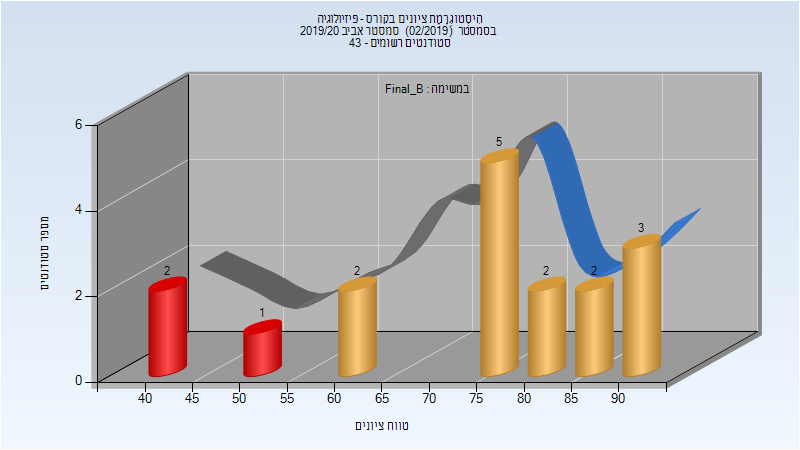 היסטוגרמת ציונים בקורס - פיזיולוגיה
בסמסטר (02/2019) סמסטר אביב 2019/20
סטודנטים רשומים - 43
במשימה : Final_B
מספר סטודנטים
6
4
2
0
2
1
2
5
2
2
3
40 45 50 55 60 65 70 75 80 85 90
טווח ציונים